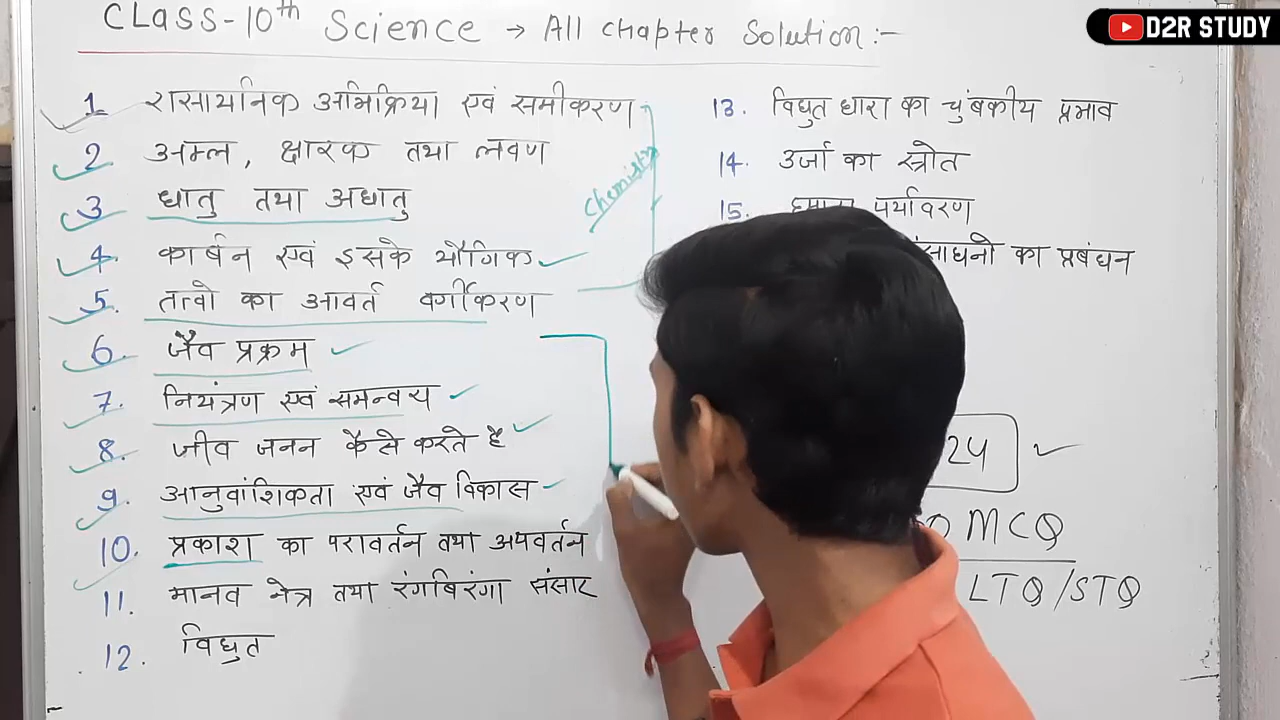 D2R STUDY
CLass-10th Science → All chapter Solution:-
1. रासायनिक अभिक्रिया एवं समीकरण
2. अम्ल, क्षारक तथा लवण
3. धातु तथा अधातु
4. कार्बन एवं इसके यौगिक
5. तत्वो का आवर्त वर्गीकरण
Chemistry
6. जैव प्रक्रम
7. नियंत्रण एवं समन्वय
8. जीव जनन कैसे करते है
9. आनुवांशिकता एवं जैव विकास
10. प्रकाश का परावर्तन तथा अपवर्तन
11. मानव नेत्र तथा रंगबिरंगा संसार
12. विधुत
13. विधुत धारा का चुंबकीय प्रभाव
14. उर्जा का स्रोत
15. पर्यावरण
का प्रबंधन
24
MCQ
LTQ/STQ